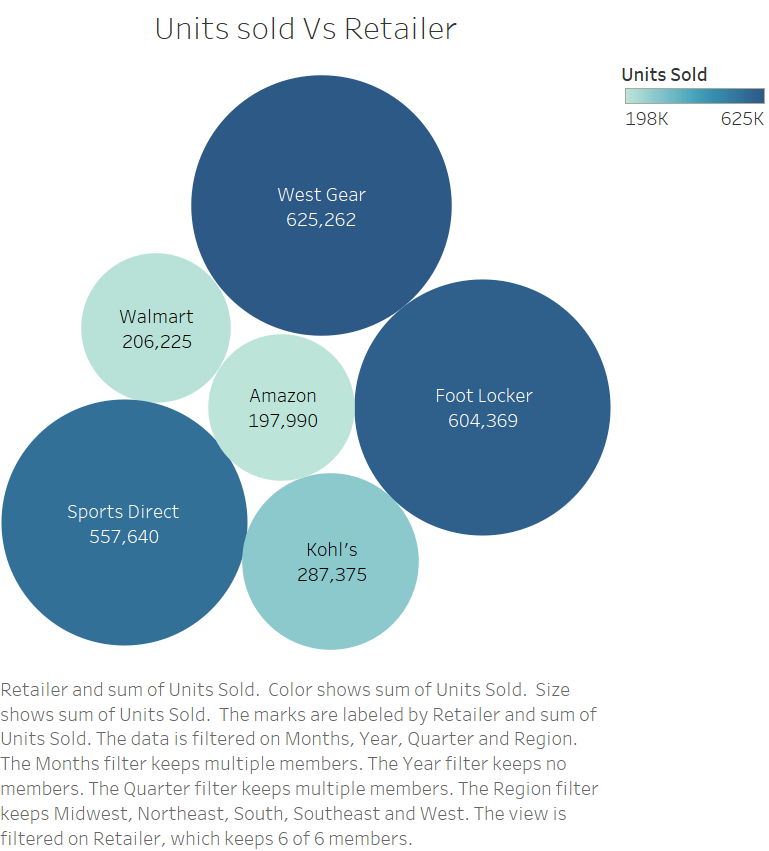 Units sold Vs Retailer
Units Sold
198K 625K
West Gear
625,262
Walmart
206,225
Amazon
197,990
Foot Locker
604,369
Sports Direct
557,640
Kohl's
287,375
Retailer and sum of Units Sold.  Color shows sum of Units Sold.  Size
shows sum of Units Sold.  The marks are labeled by Retailer and sum of
Units Sold. The data is filtered on Months, Year, Quarter and Region.
The Months filter keeps multiple members. The Year filter keeps no
members. The Quarter filter keeps multiple members. The Region filter
keeps Midwest, Northeast, South, Southeast and West. The view is
filtered on Retailer, which keeps 6 of 6 members.